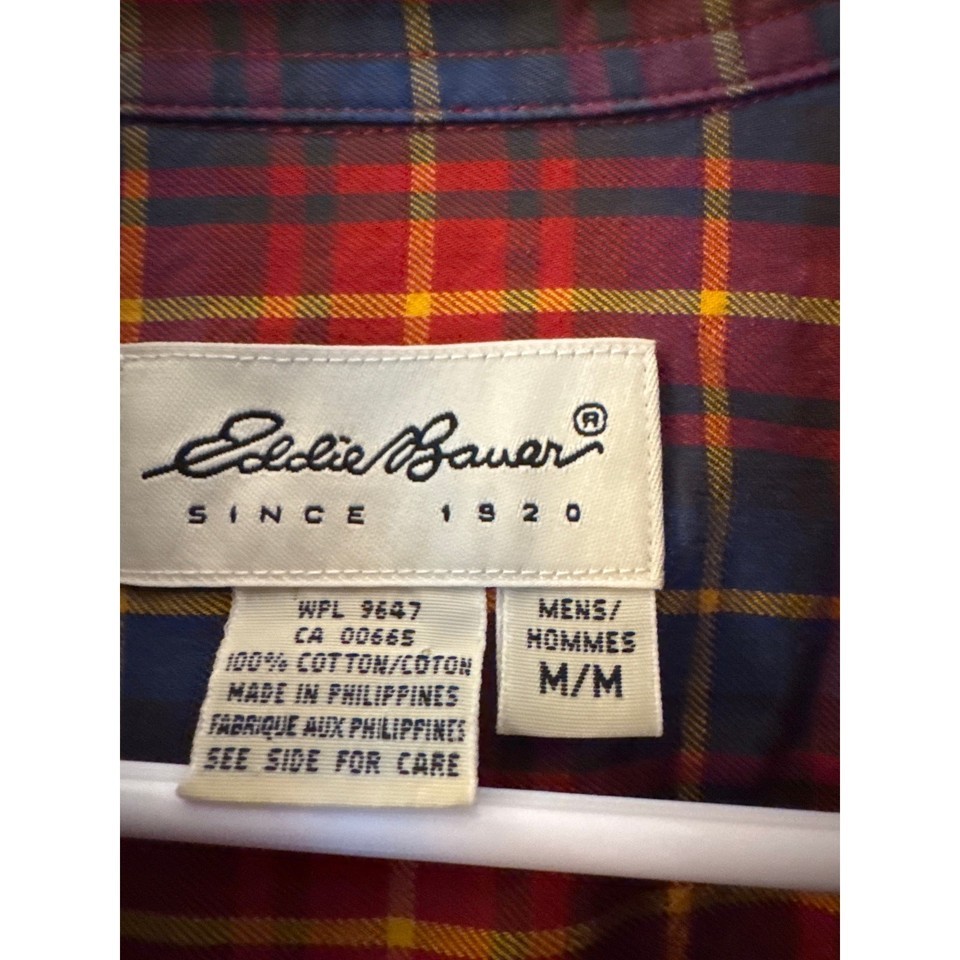 Eddie Bauer®
SINCE 1920
WPL 9647
CA 00665
100% COTTON/COTON
MADE IN PHILIPPINES
FABRIQUE AUX PHILIPPINES
SEE SIDE FOR CARE
MENS/
HOMMES
M/M